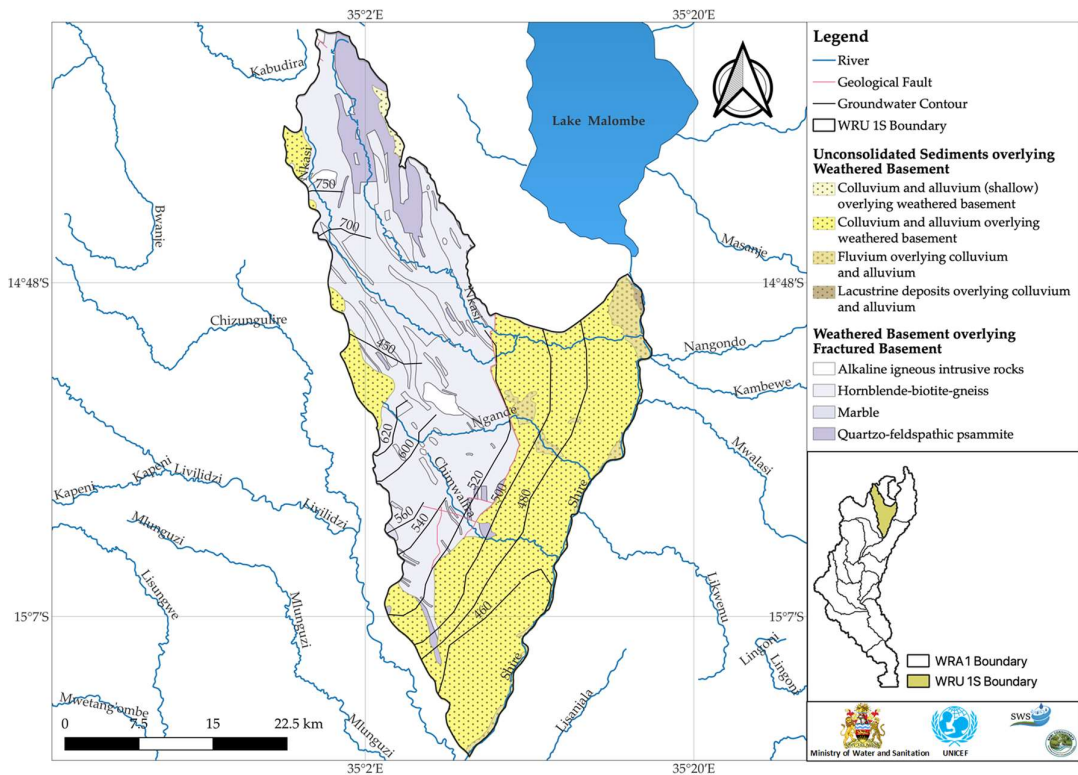 35°2'E
35°20'E
Kabudira
Lake Malombe
Nkasi
750
700
Bwanje
Masanje
14°48'S
14°48'S
Nkasi
Chizungulire
450
Nangondo
Kambewe
Ngande
620
600
Mwalasi
Kapeni
Livilidzi
Kapeni
Livilidzi
Chimwalira
520
500
480
Shire
560
540
Mlunguzi
Lisungwe
Mlunguzi
Likwenu
15°7'S
15°7'S
460
Lingoni
Lingoni
Shire
Lisanjala
Mwetang'ombe
Mlunguzi
0 7.5 15 22.5 km
35°2'E
35°20'E
Legend
River
Geological Fault
Groundwater Contour
WRU 1S Boundary
Unconsolidated Sediments overlying
Weathered Basement
Colluvium and alluvium (shallow)
overlying weathered basement
Colluvium and alluvium overlying
weathered basement
Fluvium overlying colluvium
and alluvium
Lacustrine deposits overlying colluvium
and alluvium
Weathered Basement overlying
Fractured Basement
Alkaline igneous intrusive rocks
Hornblende-biotite-gneiss
Marble
Quartzo-feldspathic psammite
WRA 1 Boundary
WRU 1S Boundary
Ministry of Water and Sanitation
UNICEF
SWS